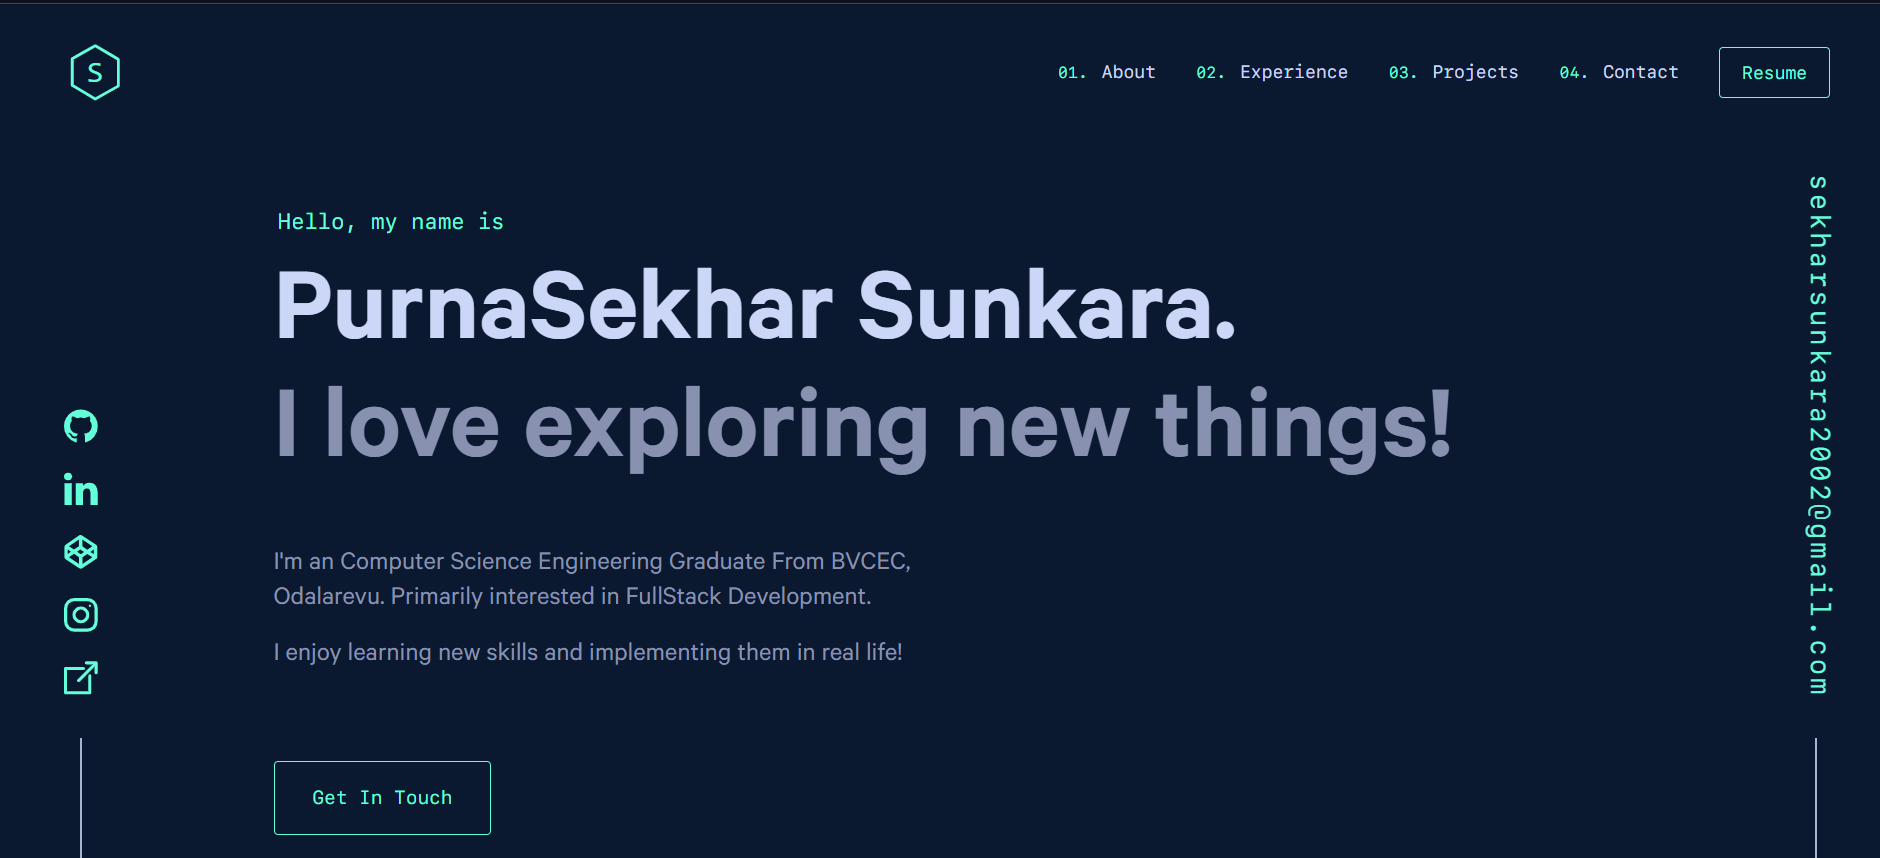 S
01. About 02. Experience 03. Projects 04. Contact Resume
Hello, my name is
PurnaSekhar Sunkara.
I love exploring new things!
I'm an Computer Science Engineering Graduate From BVCEC,
Odalarevu. Primarily interested in FullStack Development.
I enjoy learning new skills and implementing them in real life!
Get In Touch
in
sekharsunkara2002@gmail.com